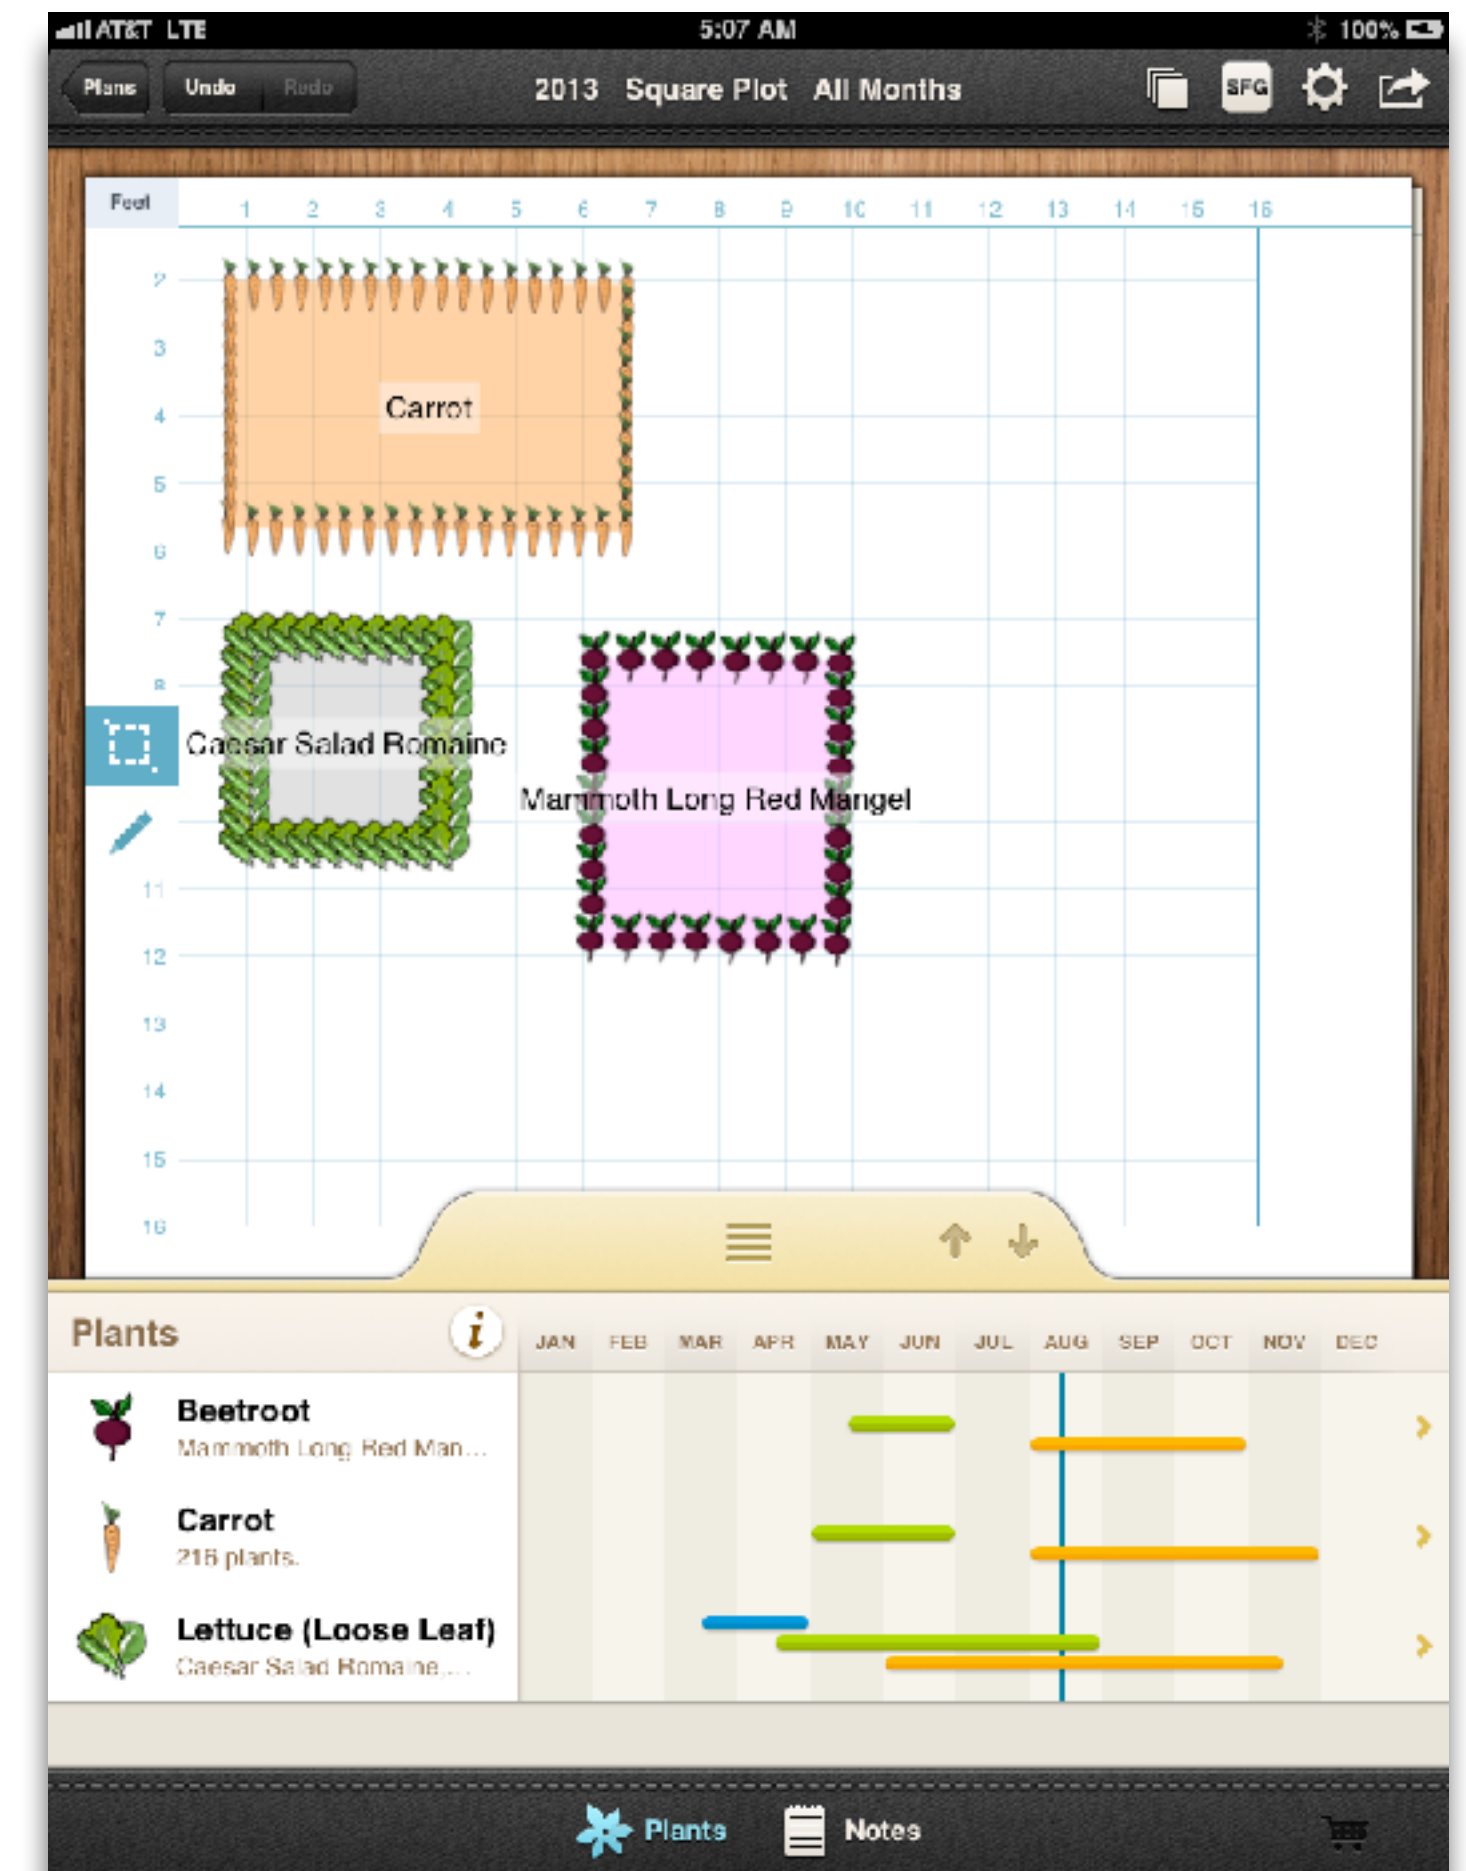 AT&T LTE 5:07 AM 100%
Plans Undo Redo 2013 Square Plot All Months SFG
Feet 1 2 3 4 5 6 7 8 9 10 11 12 13 14 15 16
2
3
Carrot
4
5
6
7
8
Caesar Salad Romaine
Mammoth Long Red Mangel
11
12
13
14
15
16
Plants i JAN FEB MAR APR MAY JUN JUL AUG SEP OCT NOV DEC
Beetroot
Mammoth Long Red Man...
Carrot
216 plants.
Lettuce (Loose Leaf)
Caesar Salad Romaine,...
Plants Notes